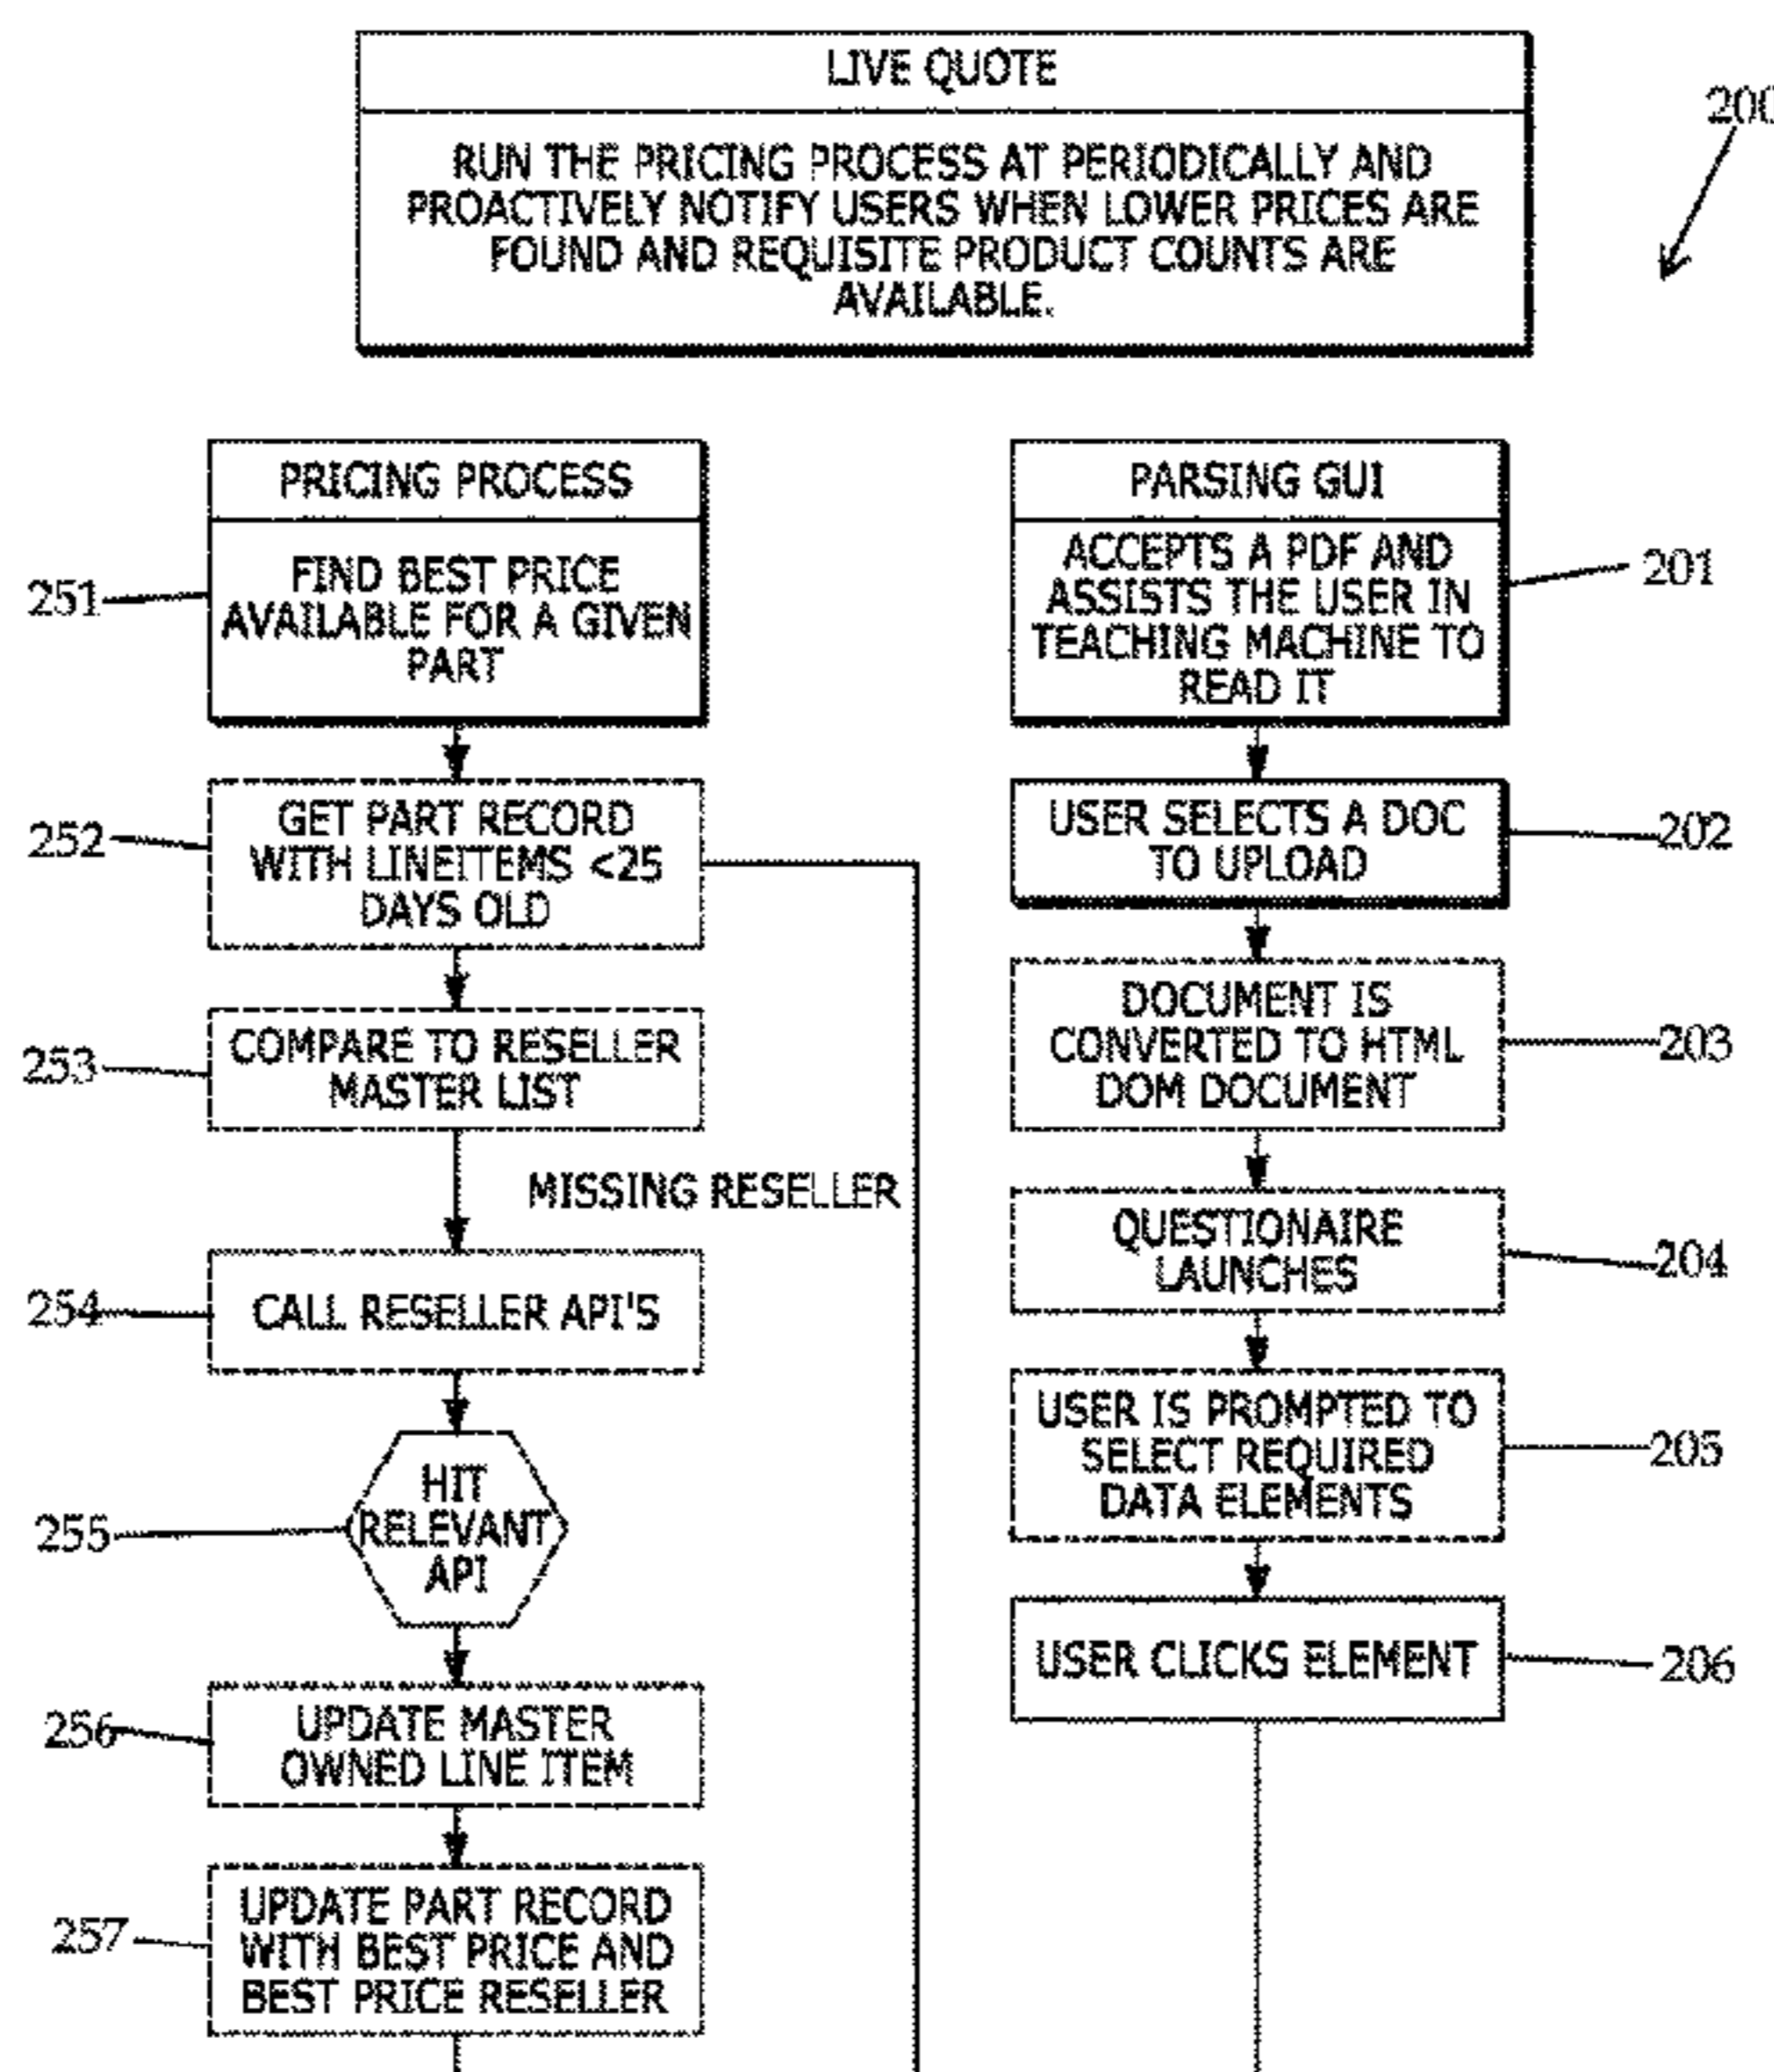 LIVE QUOTE
200
RUN THE PRICING PROCESS AT PERIODICALLY AND
PROACTIVELY NOTIFY USERS WHEN LOWER PRICES ARE
FOUND AND REQUISITE PRODUCT COUNTS ARE
AVAILABLE.
PRICING PROCESS
251
FIND BEST PRICE
AVAILABLE FOR A GIVEN
PART
252
GET PART RECORD
WITH LINEITEMS <25
DAYS OLD
253
COMPARE TO RESELLER
MASTER LIST
MISSING RESELLER
254
CALL RESELLER API'S
255
HIT
RELEVANT
API
256
UPDATE MASTER
OWNED LINE ITEM
257
UPDATE PART RECORD
WITH BEST PRICE AND
BEST PRICE RESELLER
PARSING GUI
ACCEPTS A PDF AND
ASSISTS THE USER IN
TEACHING MACHINE TO
READ IT
201
USER SELECTS A DOC
TO UPLOAD
202
DOCUMENT IS
CONVERTED TO HTML
DOM DOCUMENT
203
QUESTIONAIRE
LAUNCHES
204
USER IS PROMPTED TO
SELECT REQUIRED
DATA ELEMENTS
205
USER CLICKS ELEMENT
206